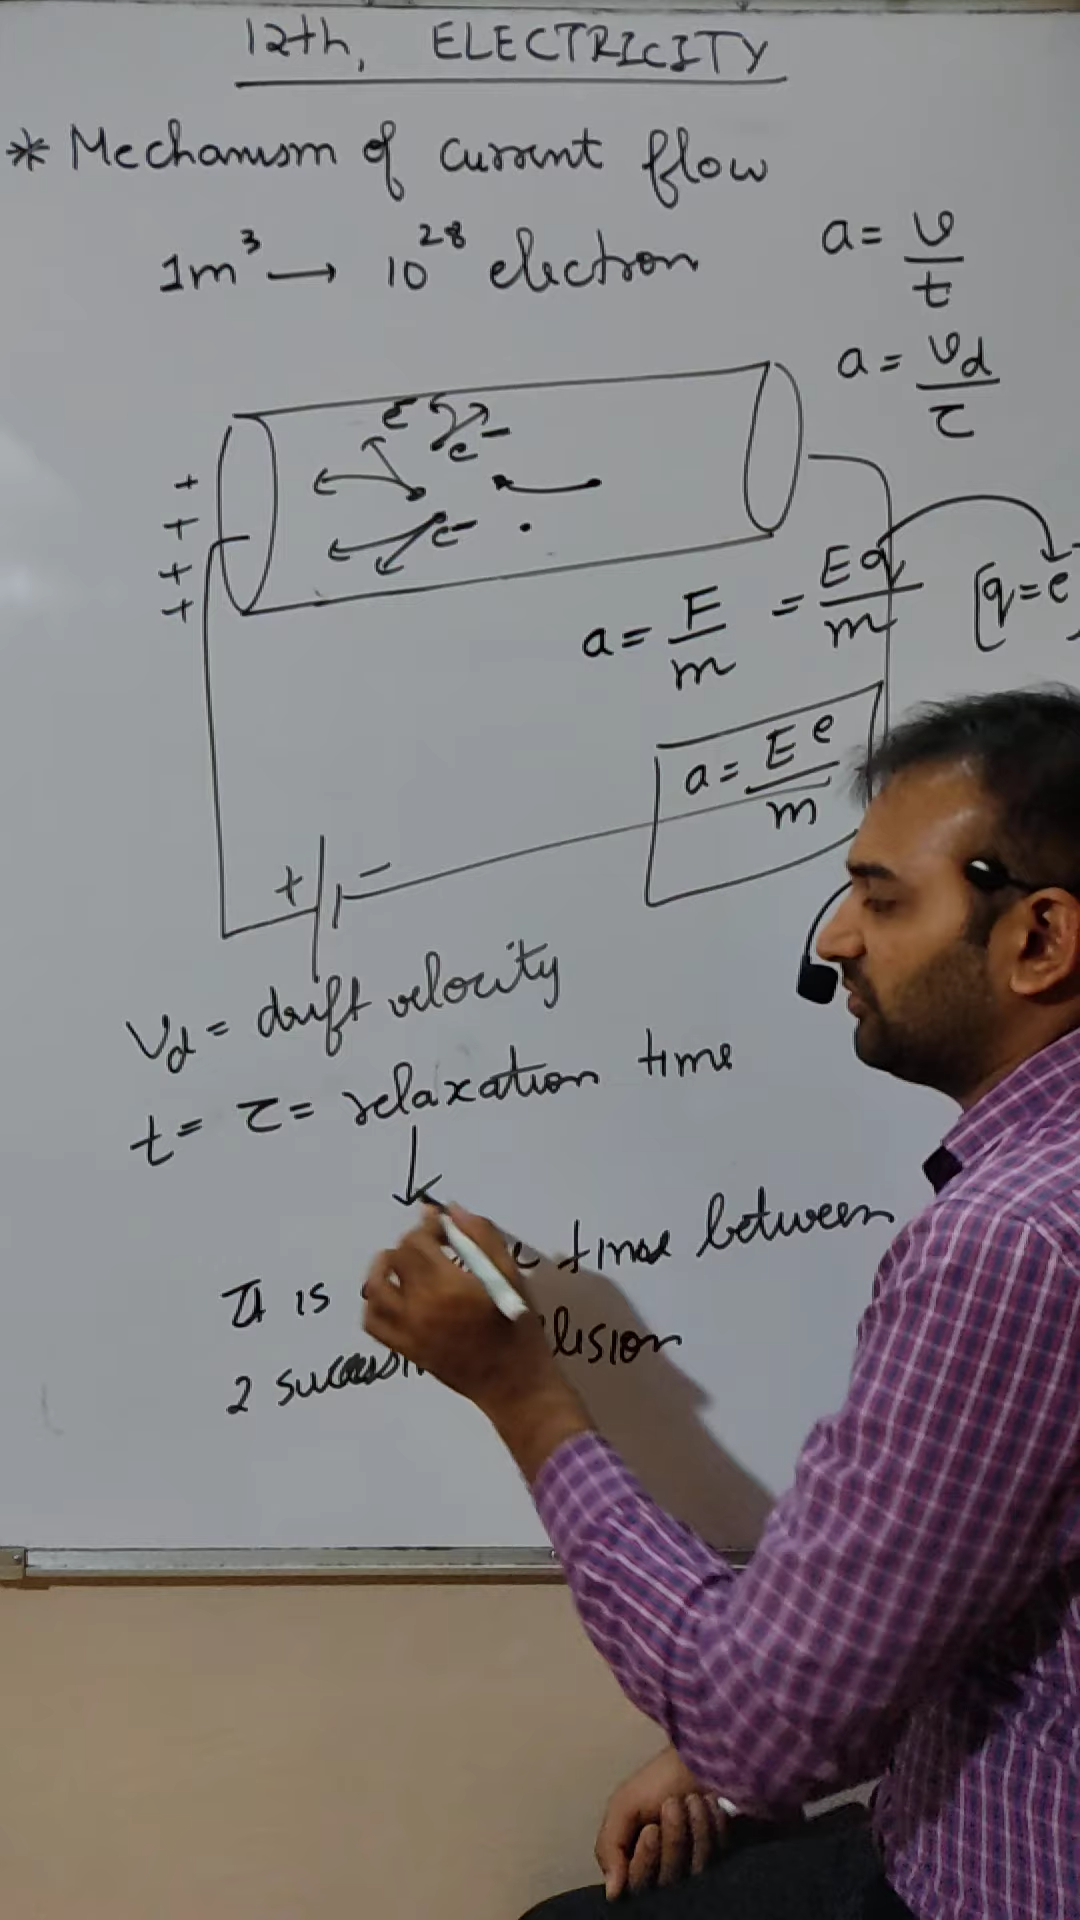 12th, ELECTRICITY
* Mechanism of current flow
1m³ → 10²⁸ electron
a = v/t
a = vd/τ
e⁻
e⁻
e⁻
+
+
+
+
a = F/m = Eq/m
[q=e
a = Ee/m
+ −
Vd = drift velocity
t = τ = relaxation time
It is time between
2